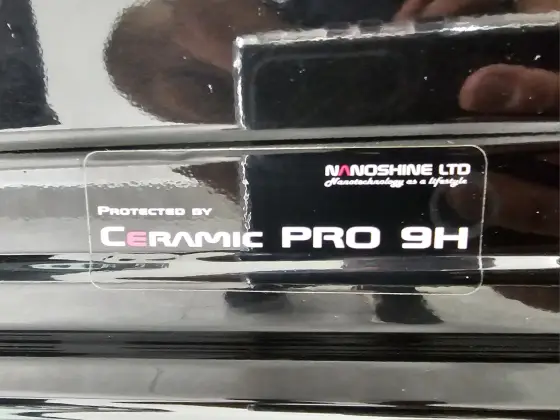 NANOSHINE LTD
Nanotechnology as a lifestyle
PROTECTED BY
CERAMIC PRO 9H